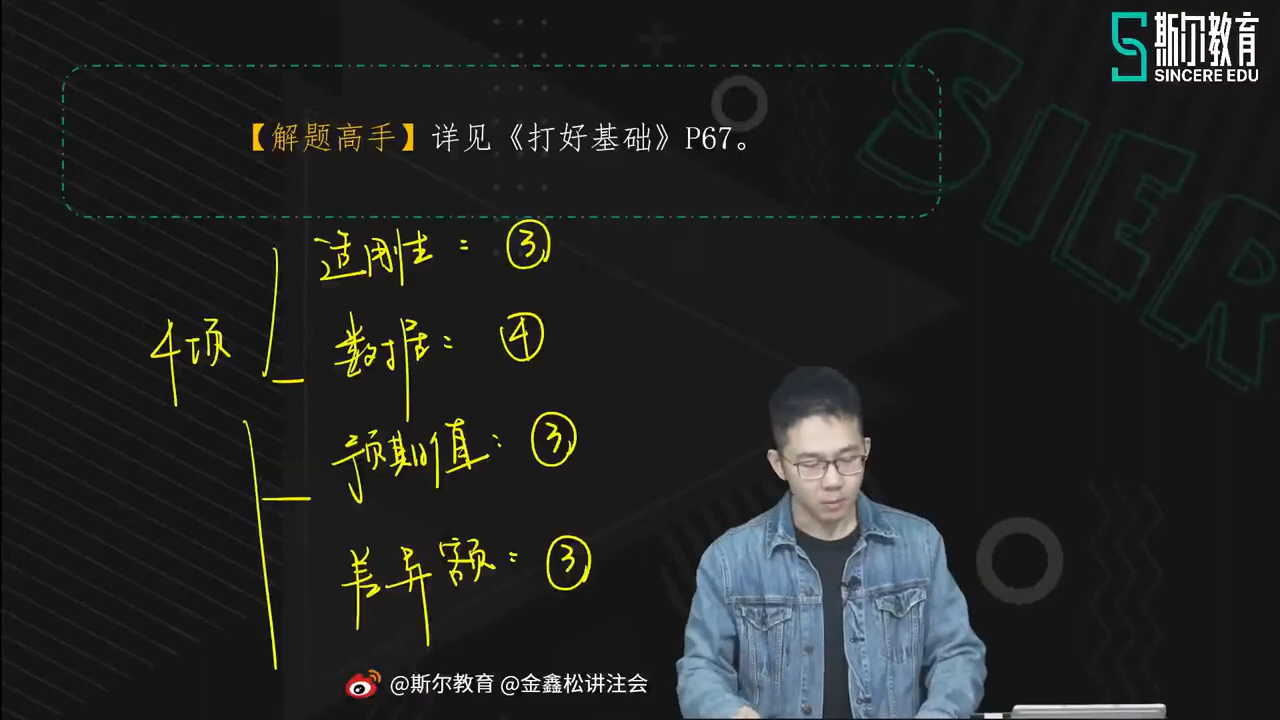 斯尔教育
SINCERE EDU
【解题高手】详见《打好基础》P67。
适用性：③
4项
数据：④
预期值：③
差异额：③
@斯尔教育 @金鑫松讲注会